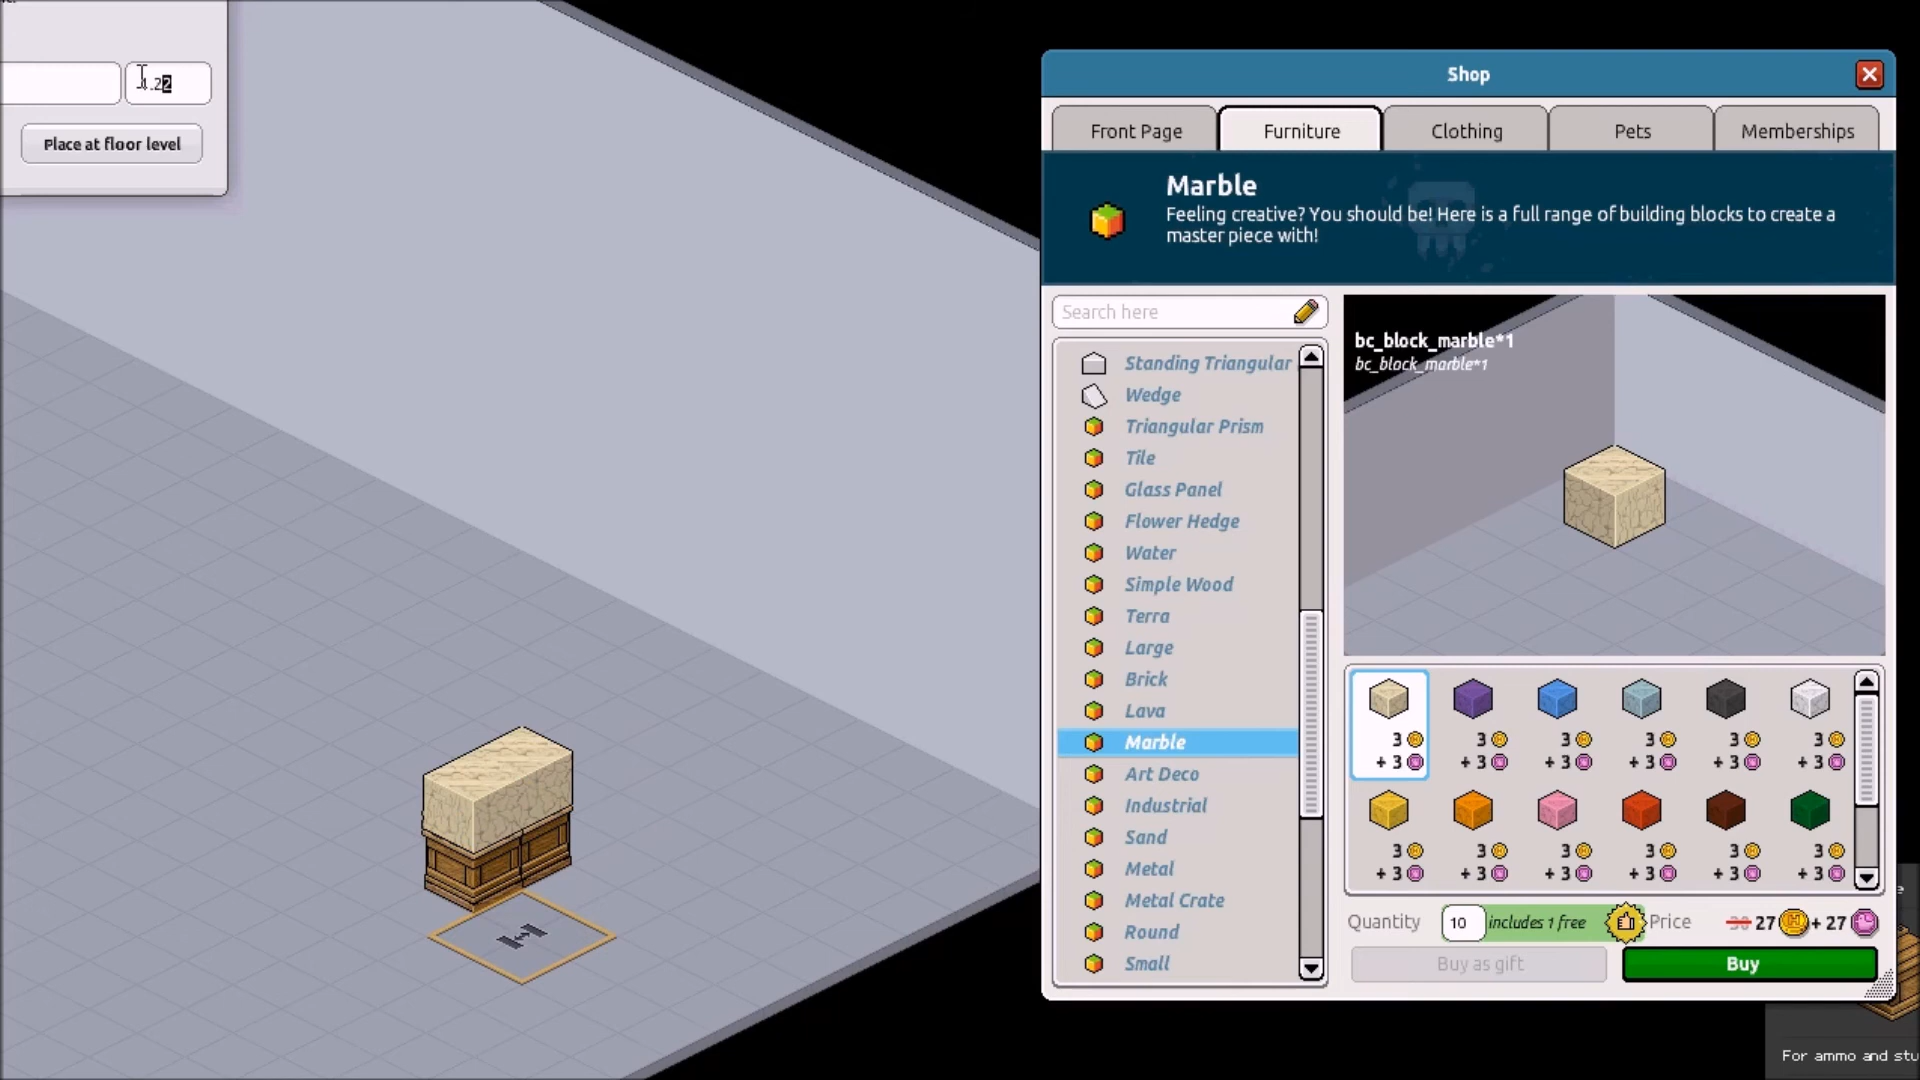 Place at floor level
Shop
Front Page
Furniture
Clothing
Pets
Memberships
Marble
Feeling creative? You should be! Here is a full range of building blocks to create a
master piece with!
Search here
Standing Triangular
Wedge
Triangular Prism
Tile
Glass Panel
Flower Hedge
Water
Simple Wood
Terra
Large
Brick
Lava
Marble
Art Deco
Industrial
Sand
Metal
Metal Crate
Round
Small
bc_block_marble*1
bc_block_marble*1
3 3 3 3 3 3
+ 3 + 3 + 3 + 3 + 3 + 3
3 3 3 3 3 3
+ 3 + 3 + 3 + 3 + 3 + 3
Quantity 10 includes 1 free Price 30 27 + 27
Buy as gift
Buy
For ammo and stu